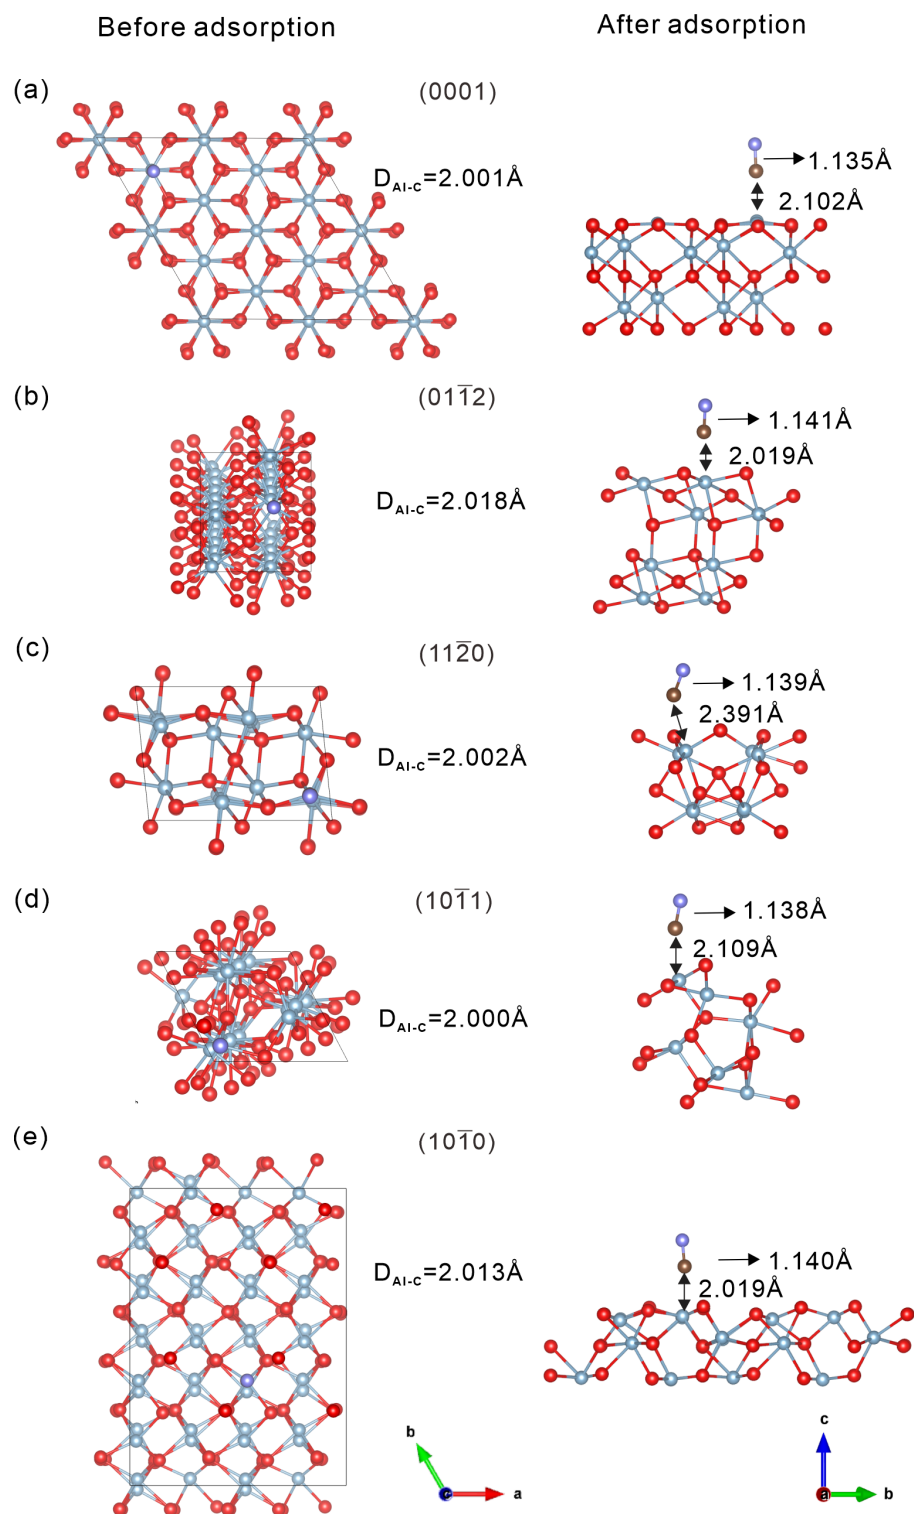 Before adsorption
After adsorption
(a)
(0001)
D_Al-C=2.001Å
1.135Å
2.102Å
(b)
(011̅2)
D_Al-C=2.018Å
1.141Å
2.019Å
(c)
(112̅0)
D_Al-C=2.002Å
1.139Å
2.391Å
(d)
(101̅1)
D_Al-C=2.000Å
1.138Å
2.109Å
(e)
(101̅0)
D_Al-C=2.013Å
1.140Å
2.019Å
b
a
c
a
b